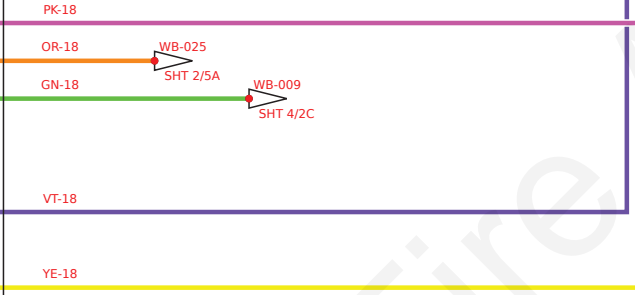 PK-18
OR-18 WB-025
SHT 2/5A
GN-18 WB-009
SHT 4/2C
VT-18
YE-18
Fire